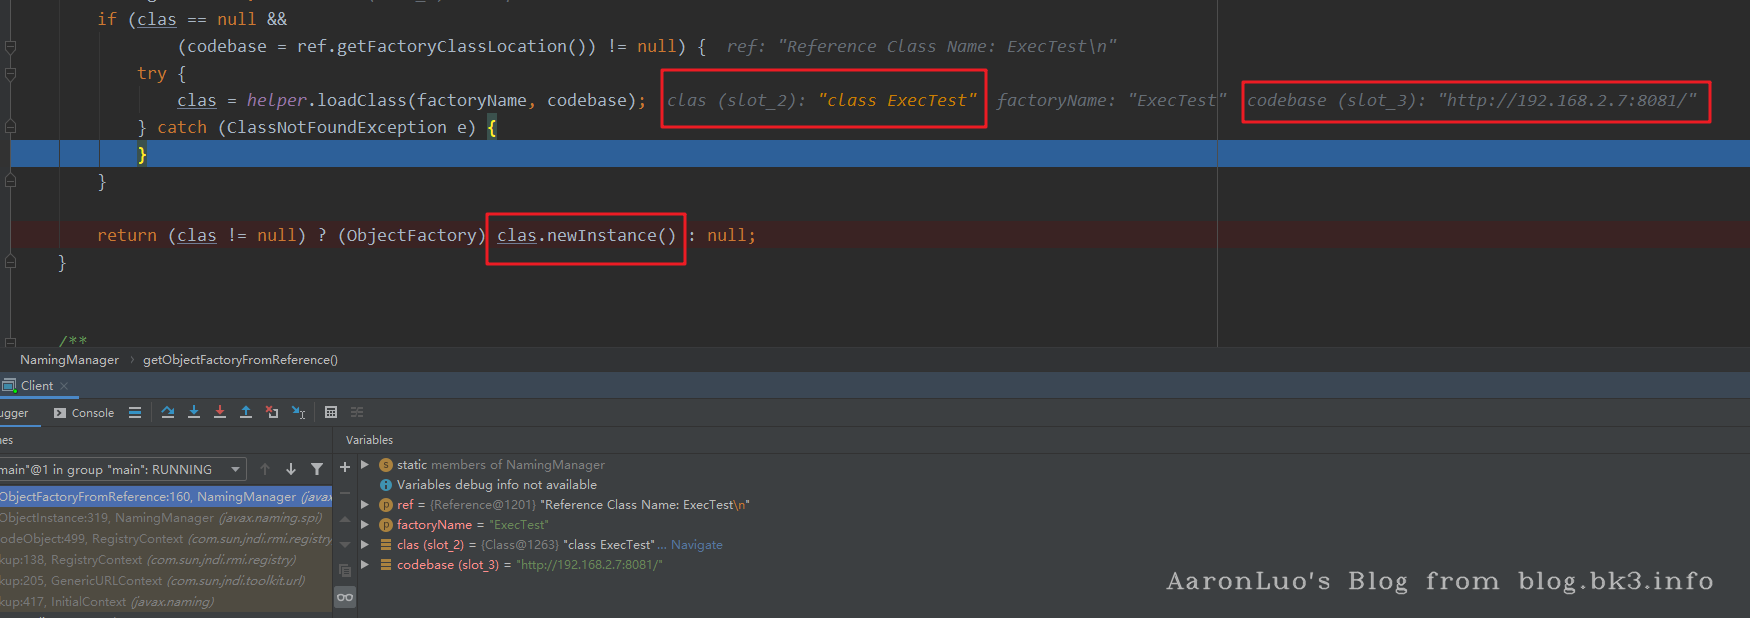 if (clas == null &&
(codebase = ref.getFactoryClassLocation()) != null) { ref: "Reference Class Name: ExecTest\n"
try {
clas = helper.loadClass(factoryName, codebase); clas (slot_2): "class ExecTest" factoryName: "ExecTest" codebase (slot_3): "http://192.168.2.7:8081/"
} catch (ClassNotFoundException e) {
}
}
return (clas != null) ? (ObjectFactory) clas.newInstance() : null;
}
/**
NamingManager › getObjectFactoryFromReference()
Client ×
ugger Console
nes Variables
main"@1 in group "main": RUNNING
static members of NamingManager
Variables debug info not available
ObjectFactoryFromReference:160, NamingManager (javax
ref = {Reference@1201} "Reference Class Name: ExecTest\n"
ObjectInstance:319, NamingManager (javax.naming.spi)
factoryName = "ExecTest"
odeObject:499, RegistryContext (com.sun.jndi.rmi.registry
clas (slot_2) = {Class@1263} "class ExecTest"... Navigate
kup:138, RegistryContext (com.sun.jndi.rmi.registry)
codebase (slot_3) = "http://192.168.2.7:8081/"
kup:205, GenericURLContext (com.sun.jndi.toolkit.url)
kup:417, InitialContext (javax.naming)
AaronLuo's Blog from blog.bk3.info